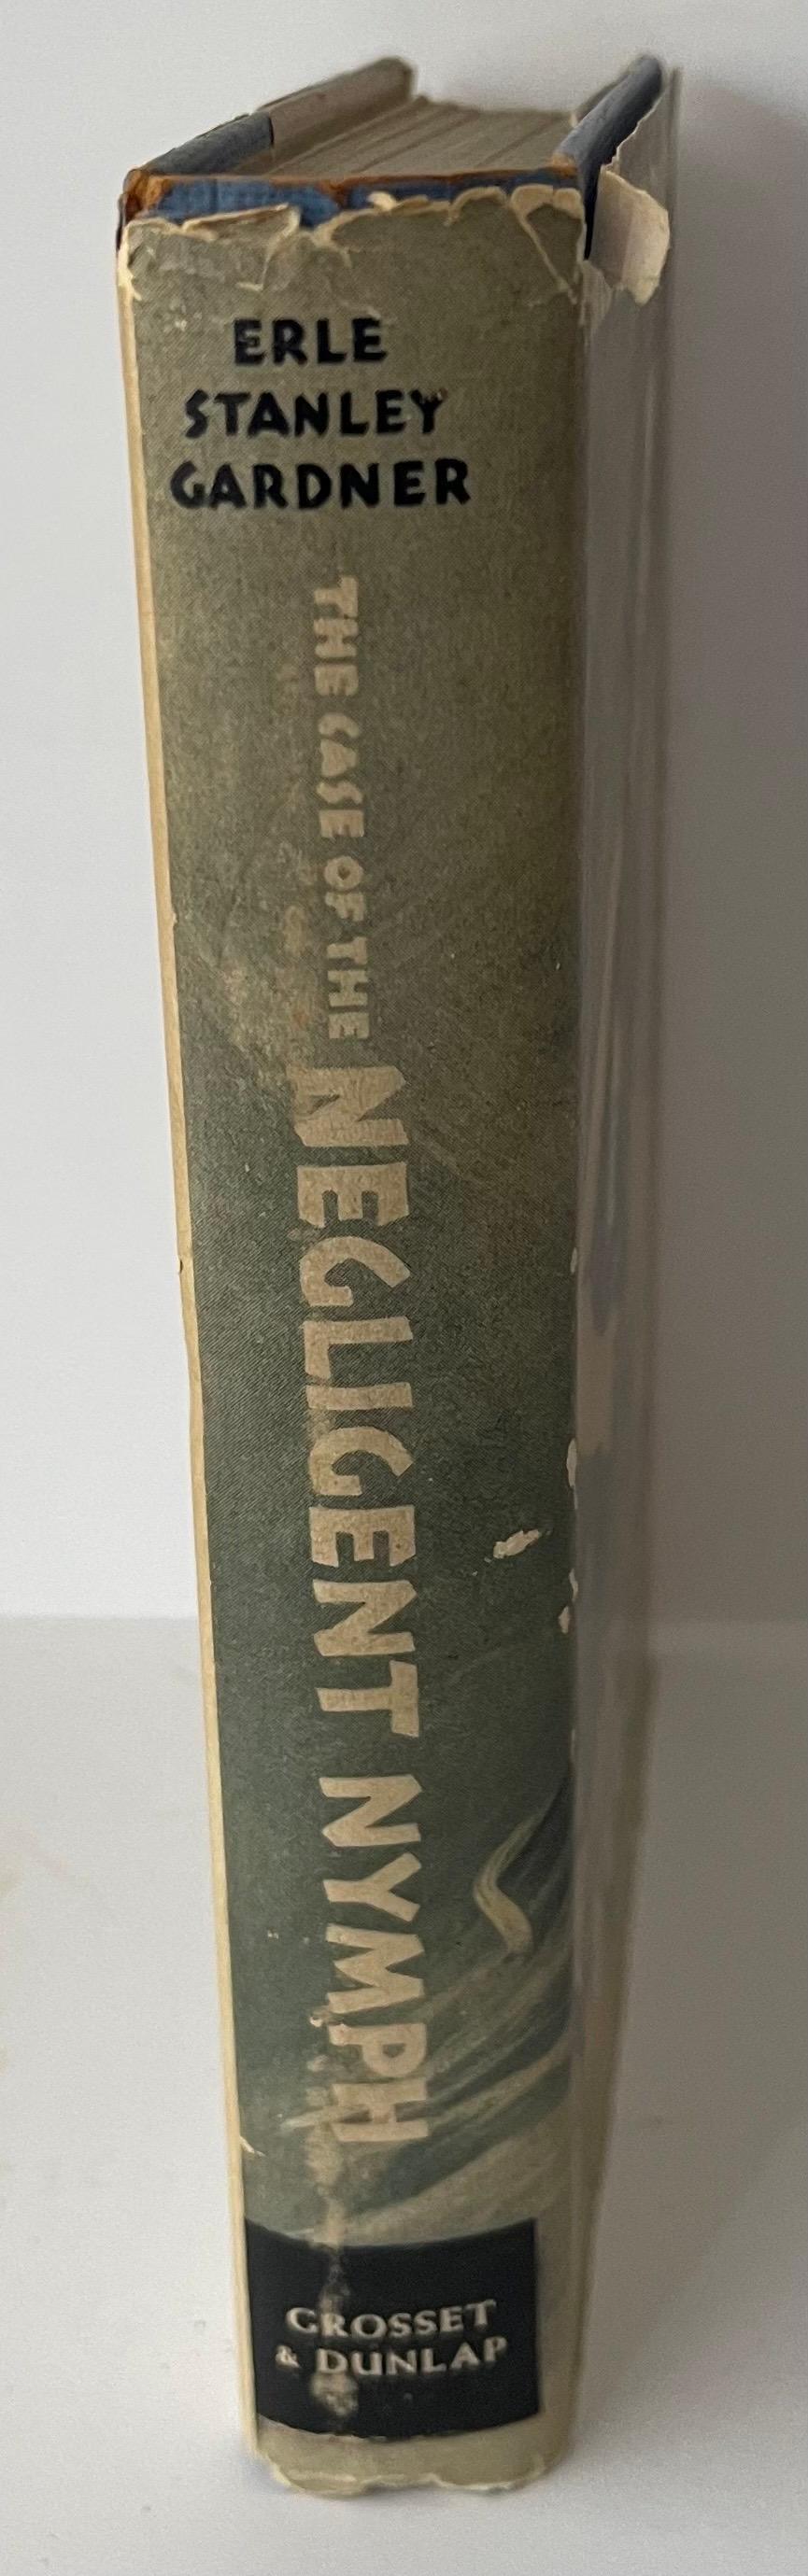 ERLE
STANLEY
GARDNER
THE CASE OF THE NEGLIGENT NYMPH
GROSSET
& DUNLAP